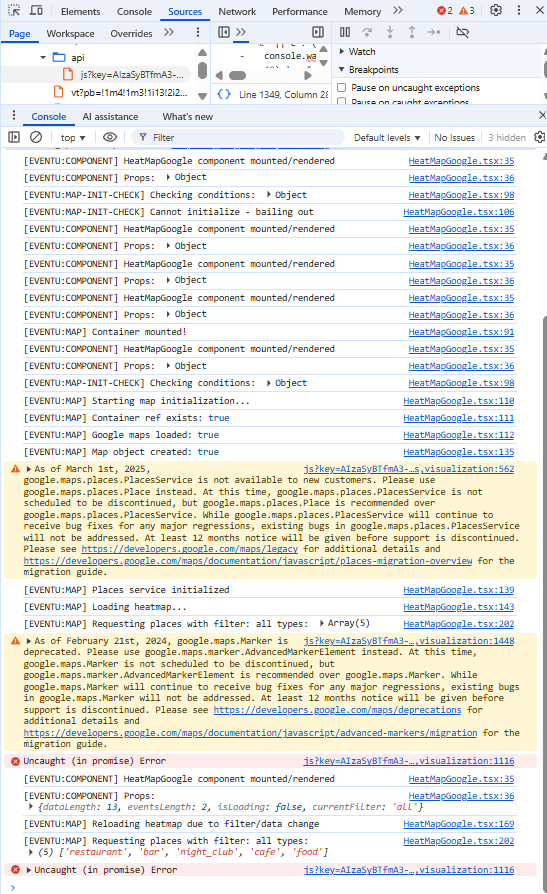 Elements Console Sources Network Performance Memory 2 3
Page Workspace Overrides
api
js?key=AIzaSyBTfmA3-…
vt?pb=!1m4!1m3!1i13!2i2…
console.wa
Line 1349, Column 28
Watch
Breakpoints
Pause on uncaught exceptions
Pause on caught exceptions
Console AI assistance What's new
top Filter Default levels No Issues 3 hidden
[EVENTU:COMPONENT] HeatMapGoogle component mounted/rendered HeatMapGoogle.tsx:35
[EVENTU:COMPONENT] Props: Object HeatMapGoogle.tsx:36
[EVENTU:MAP-INIT-CHECK] Checking conditions: Object HeatMapGoogle.tsx:98
[EVENTU:MAP-INIT-CHECK] Cannot initialize - bailing out HeatMapGoogle.tsx:106
[EVENTU:COMPONENT] HeatMapGoogle component mounted/rendered HeatMapGoogle.tsx:35
[EVENTU:COMPONENT] Props: Object HeatMapGoogle.tsx:36
[EVENTU:COMPONENT] HeatMapGoogle component mounted/rendered HeatMapGoogle.tsx:35
[EVENTU:COMPONENT] Props: Object HeatMapGoogle.tsx:36
[EVENTU:COMPONENT] HeatMapGoogle component mounted/rendered HeatMapGoogle.tsx:35
[EVENTU:COMPONENT] Props: Object HeatMapGoogle.tsx:36
[EVENTU:MAP] Container mounted! HeatMapGoogle.tsx:91
[EVENTU:COMPONENT] HeatMapGoogle component mounted/rendered HeatMapGoogle.tsx:35
[EVENTU:COMPONENT] Props: Object HeatMapGoogle.tsx:36
[EVENTU:MAP-INIT-CHECK] Checking conditions: Object HeatMapGoogle.tsx:98
[EVENTU:MAP] Starting map initialization... HeatMapGoogle.tsx:110
[EVENTU:MAP] Container ref exists: true HeatMapGoogle.tsx:111
[EVENTU:MAP] Google maps loaded: true HeatMapGoogle.tsx:112
[EVENTU:MAP] Map object created: true HeatMapGoogle.tsx:135
As of March 1st, 2025, js?key=AIzaSyBTfmA3-…s,visualization:562
google.maps.places.PlacesService is not available to new customers. Please use
google.maps.places.Place instead. At this time, google.maps.places.PlacesService is not
scheduled to be discontinued, but google.maps.places.Place is recommended over
google.maps.places.PlacesService. While google.maps.places.PlacesService will continue to
receive bug fixes for any major regressions, existing bugs in google.maps.places.PlacesService
will not be addressed. At least 12 months notice will be given before support is discontinued.
Please see https://developers.google.com/maps/legacy for additional details and
https://developers.google.com/maps/documentation/javascript/places-migration-overview for the
migration guide.
[EVENTU:MAP] Places service initialized HeatMapGoogle.tsx:139
[EVENTU:MAP] Loading heatmap... HeatMapGoogle.tsx:143
[EVENTU:MAP] Requesting places with filter: all types: Array(5) HeatMapGoogle.tsx:202
As of February 21st, 2024, google.maps.Marker is js?key=AIzaSyBTfmA3-…,visualization:1448
deprecated. Please use google.maps.marker.AdvancedMarkerElement instead. At this time,
google.maps.Marker is not scheduled to be discontinued, but
google.maps.marker.AdvancedMarkerElement is recommended over google.maps.Marker. While
google.maps.Marker will continue to receive bug fixes for any major regressions, existing bugs
in google.maps.Marker will not be addressed. At least 12 months notice will be given before
support is discontinued. Please see https://developers.google.com/maps/deprecations for
additional details and
https://developers.google.com/maps/documentation/javascript/advanced-markers/migration for
the migration guide.
Uncaught (in promise) Error js?key=AIzaSyBTfmA3-…,visualization:1116
[EVENTU:COMPONENT] HeatMapGoogle component mounted/rendered HeatMapGoogle.tsx:35
[EVENTU:COMPONENT] Props: HeatMapGoogle.tsx:36
{dataLength: 13, eventsLength: 2, isLoading: false, currentFilter: 'all'}
[EVENTU:MAP] Reloading heatmap due to filter/data change HeatMapGoogle.tsx:169
[EVENTU:MAP] Requesting places with filter: all types: HeatMapGoogle.tsx:202
(5) ['restaurant', 'bar', 'night_club', 'cafe', 'food']
Uncaught (in promise) Error js?key=AIzaSyBTfmA3-…,visualization:1116